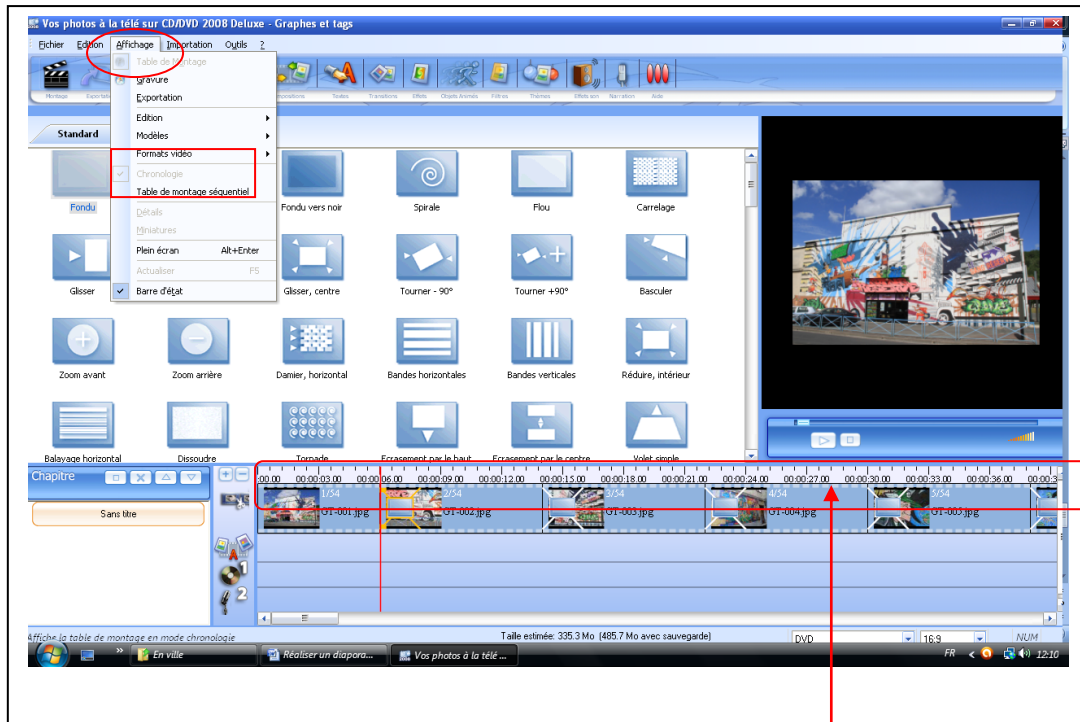 Vos photos à la télé sur CD/DVD 2008 Deluxe - Graphes et tags
Fichier Edition Affichage Importation Outils ?
Table de Montage
Gravure
Exportation
Edition
Modèles
Formats vidéo
Chronologie
Table de montage séquentiel
Détails
Miniatures
Plein écran Alt+Enter
Actualiser F5
Barre d'état
Montage Textes Transitions Effets Objets Animés Filtres Thèmes Effets son Narration Aide
Standard
Fondu Fondu vers noir Spirale Flou Carrelage
Glisser Glisser, centre Tourner - 90° Tourner +90° Basculer
Zoom avant Zoom arrière Damier, horizontal Bandes horizontales Bandes verticales Réduire, intérieur
Balayage horizontal Dissoudre Tornade Ecrasement par le haut Ecrasement par le centre Volet simple
Chapitre
:00.00 00:00:03.00 00:00:06.00 00:00:09.00 00:00:12.00 00:00:15.00 00:00:18.00 00:00:21.00 00:00:24.00 00:00:27.00 00:00:30.00 00:00:33.00 00:00:36.00 00:00:3
1/54 2/54 3/54 4/54 5/54
GT-001.jpg GT-002.jpg GT-003.jpg GT-004.jpg GT-005.jpg
Sans titre
1
2
Affiche la table de montage en mode chronologie Taille estimée: 335.3 Mo (485.7 Mo avec sauvegarde) DVD 16:9 NUM
En ville Réaliser un diapora... Vos photos à la télé ... FR 12:10